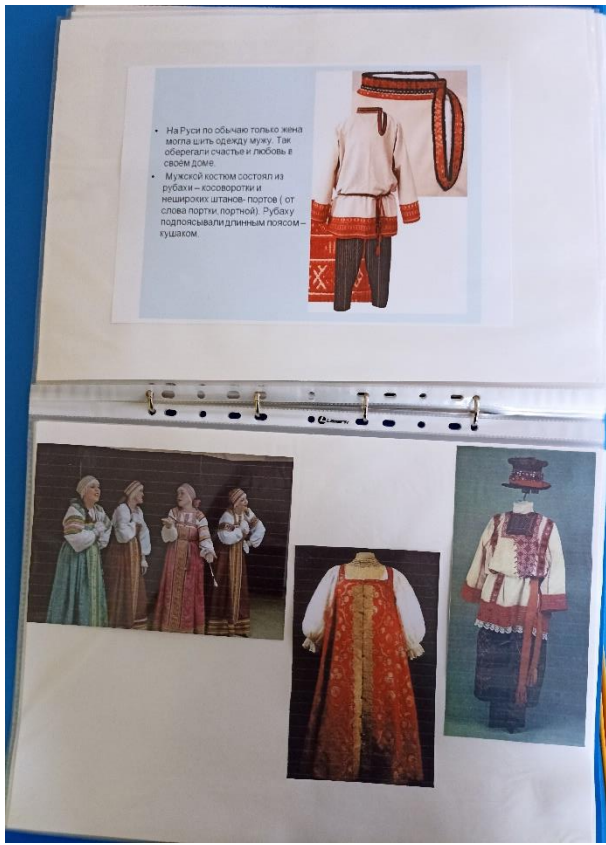 • На Руси по обычаю только жена
могла шить одежду мужу. Так
оберегали счастье и любовь в
своём доме.
• Мужской костюм состоял из
рубахи – косоворотки и
нешироких штанов- портов ( от
слова портки, портной). Рубаху
подпоясывали длинным поясом –
кушаком.